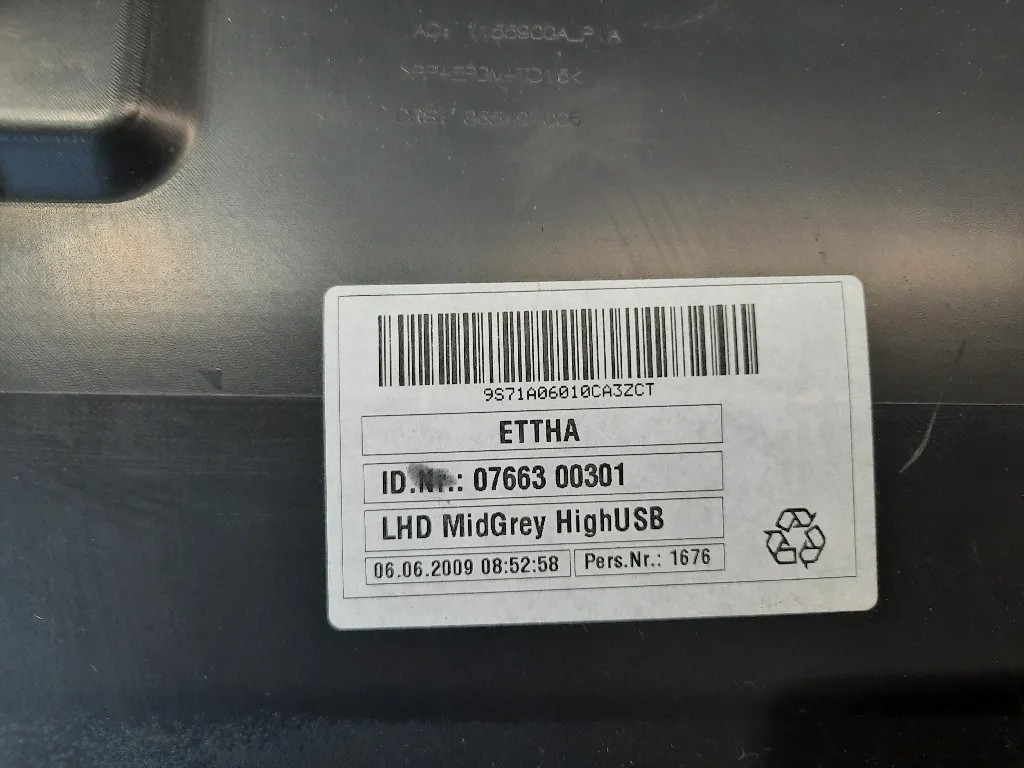 9S71A06010CA3ZCT
ETTHA
ID.Nr.: 07663 00301
LHD MidGrey HighUSB
06.06.2009 08:52:58
Pers.Nr.: 1676